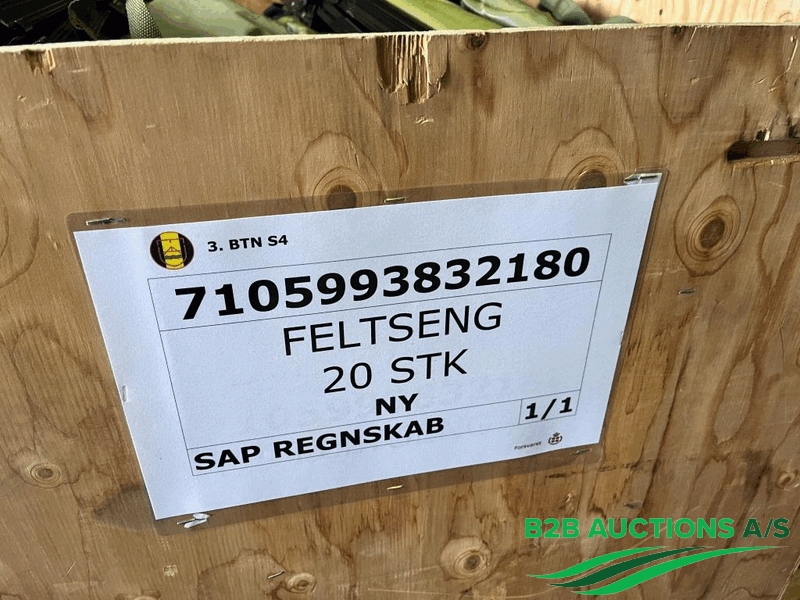 3. BTN S4
7105993832180
FELTSENG
20 STK
NY
SAP REGNSKAB
1/1
Forsvaret
B2B AUCTIONS A/S